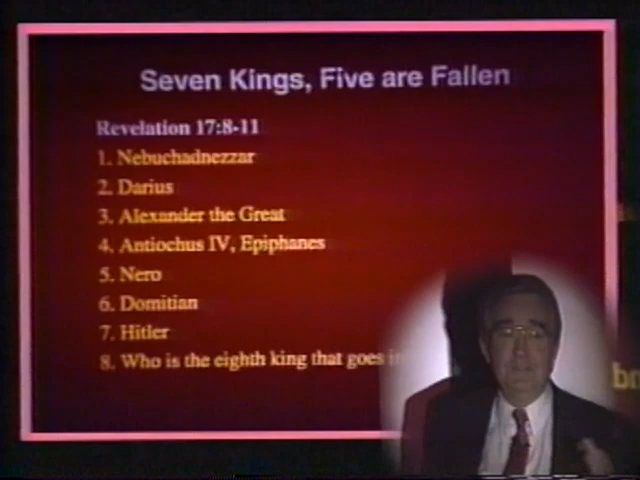 Seven Kings, Five are Fallen
Revelation 17:8-11
1. Nebuchadnezzar
2. Darius
3. Alexander the Great
4. Antiochus IV, Epiphanes
5. Nero
6. Domitian
7. Hitler
8. Who is the eighth king that goes